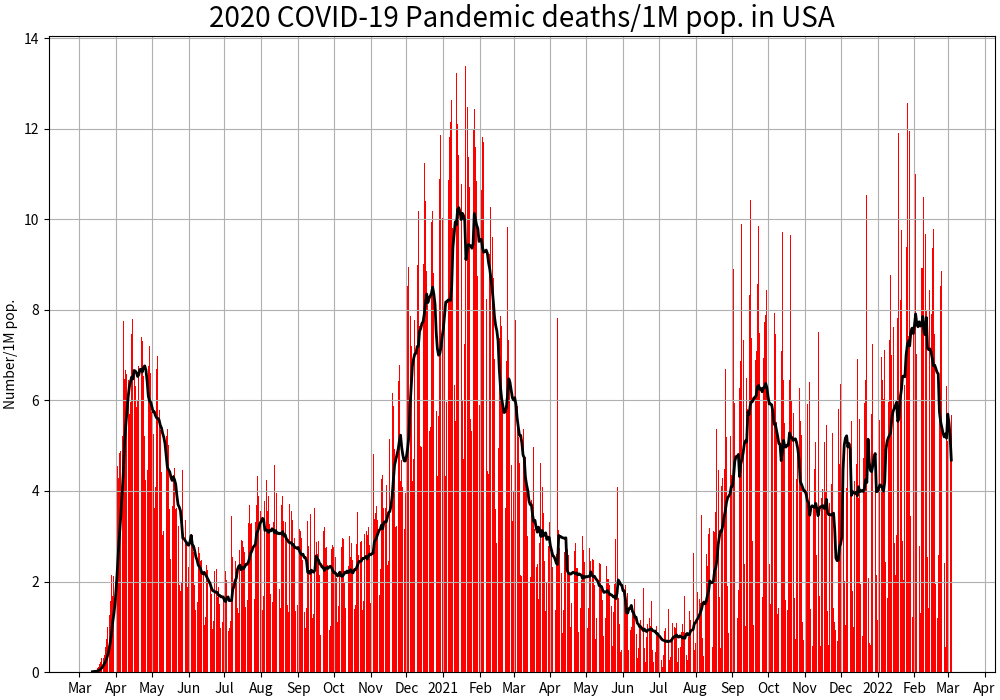 2020 COVID-19 Pandemic deaths/1M pop. in USA
Number/1M pop.
14
12
10
8
6
4
2
0
Mar Apr May Jun Jul Aug Sep Oct Nov Dec 2021 Feb Mar Apr May Jun Jul Aug Sep Oct Nov Dec 2022 Feb Mar Apr